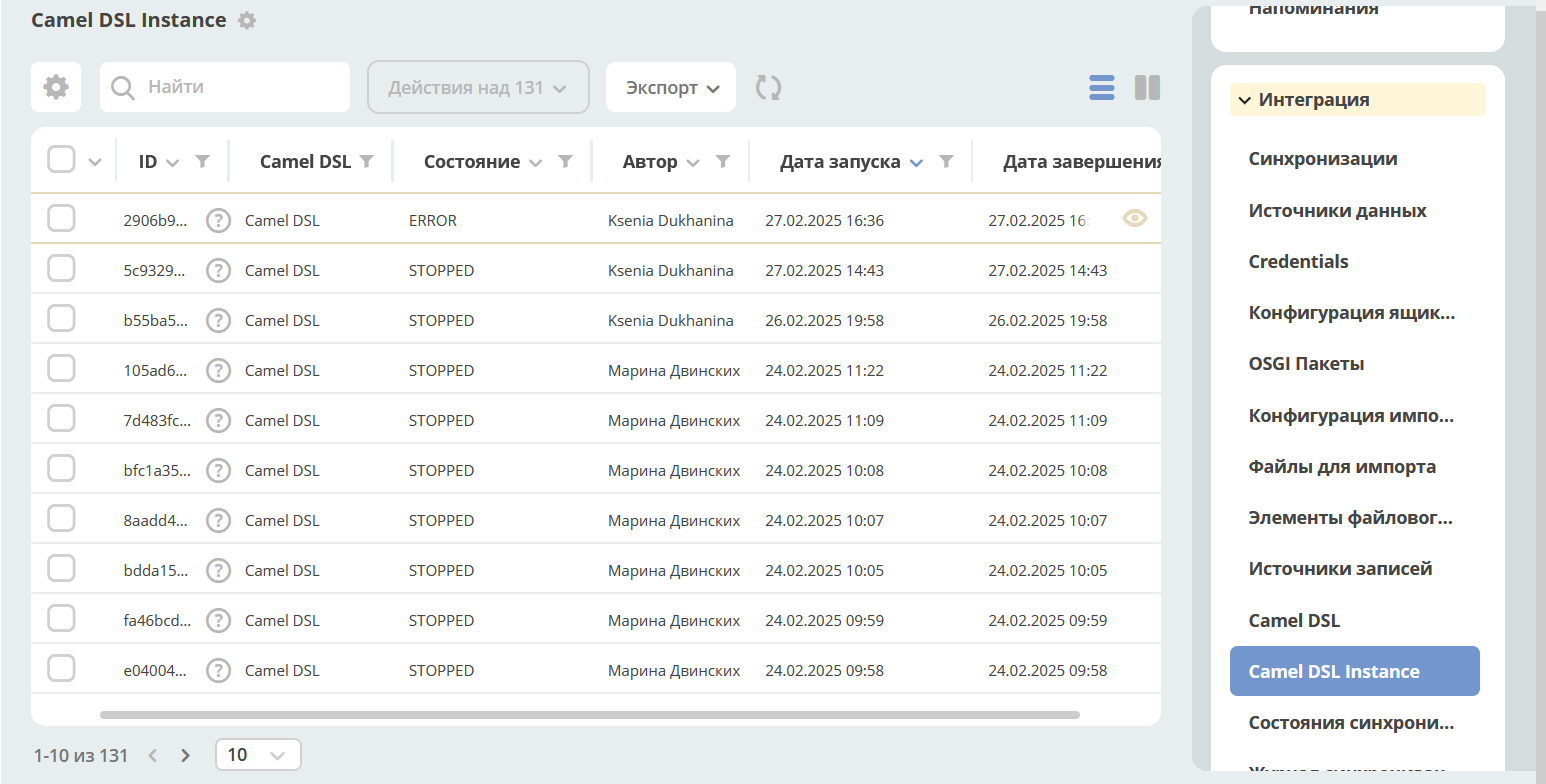 Camel DSL Instance
Найти
Действия над 131
Экспорт
ID Camel DSL Состояние Автор Дата запуска Дата завершения
2906b9... ? Camel DSL ERROR Ksenia Dukhanina 27.02.2025 16:36 27.02.2025 16:
5c9329... ? Camel DSL STOPPED Ksenia Dukhanina 27.02.2025 14:43 27.02.2025 14:43
b55ba5... ? Camel DSL STOPPED Ksenia Dukhanina 26.02.2025 19:58 26.02.2025 19:58
105ad6... ? Camel DSL STOPPED Марина Двинских 24.02.2025 11:22 24.02.2025 11:22
7d483fc... ? Camel DSL STOPPED Марина Двинских 24.02.2025 11:09 24.02.2025 11:09
bfc1a35... ? Camel DSL STOPPED Марина Двинских 24.02.2025 10:08 24.02.2025 10:08
8aadd4... ? Camel DSL STOPPED Марина Двинских 24.02.2025 10:07 24.02.2025 10:07
bdda15... ? Camel DSL STOPPED Марина Двинских 24.02.2025 10:05 24.02.2025 10:05
fa46bcd... ? Camel DSL STOPPED Марина Двинских 24.02.2025 09:59 24.02.2025 09:59
e04004... ? Camel DSL STOPPED Марина Двинских 24.02.2025 09:58 24.02.2025 09:58
1-10 из 131
10
Напоминания
Интеграция
Синхронизации
Источники данных
Credentials
Конфигурация ящик...
OSGI Пакеты
Конфигурация импо...
Файлы для импорта
Элементы файловог...
Источники записей
Camel DSL
Camel DSL Instance
Состояния синхрони...